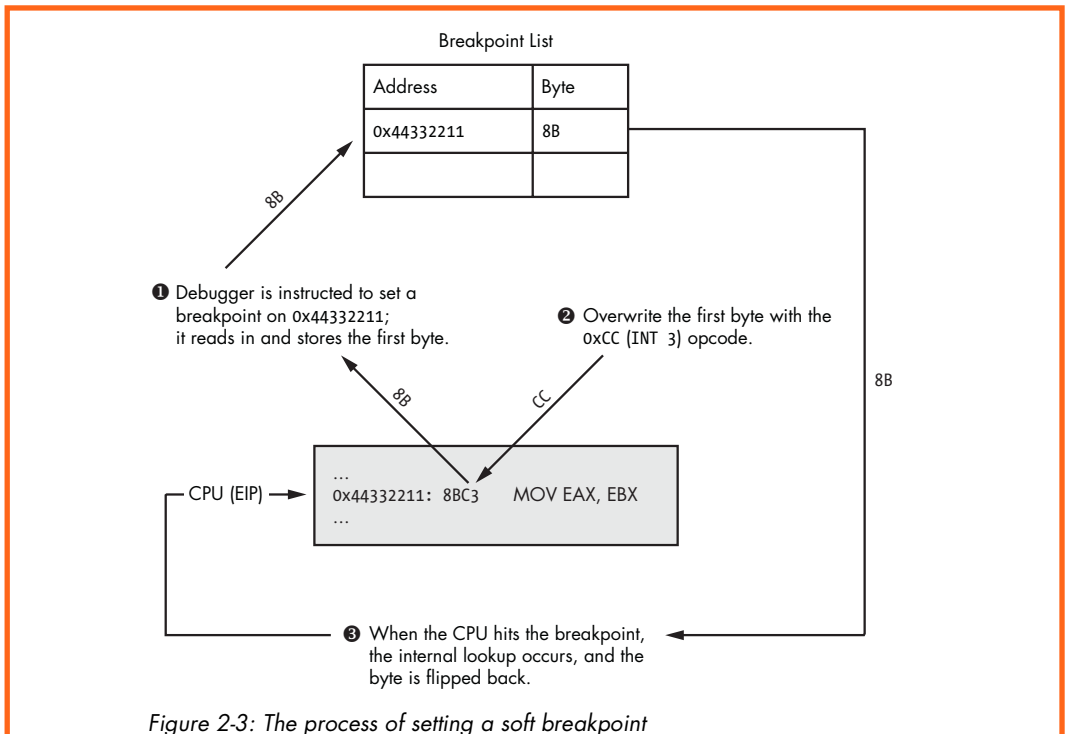 Breakpoint List
Address Byte
0x44332211 8B
8B
❶ Debugger is instructed to set a
breakpoint on 0x44332211;
it reads in and stores the first byte.
❷ Overwrite the first byte with the
0xCC (INT 3) opcode.
8B
8B
CC
...
CPU (EIP)
0x44332211: 8BC3 MOV EAX, EBX
...
❸ When the CPU hits the breakpoint,
the internal lookup occurs, and the
byte is flipped back.
Figure 2-3: The process of setting a soft breakpoint